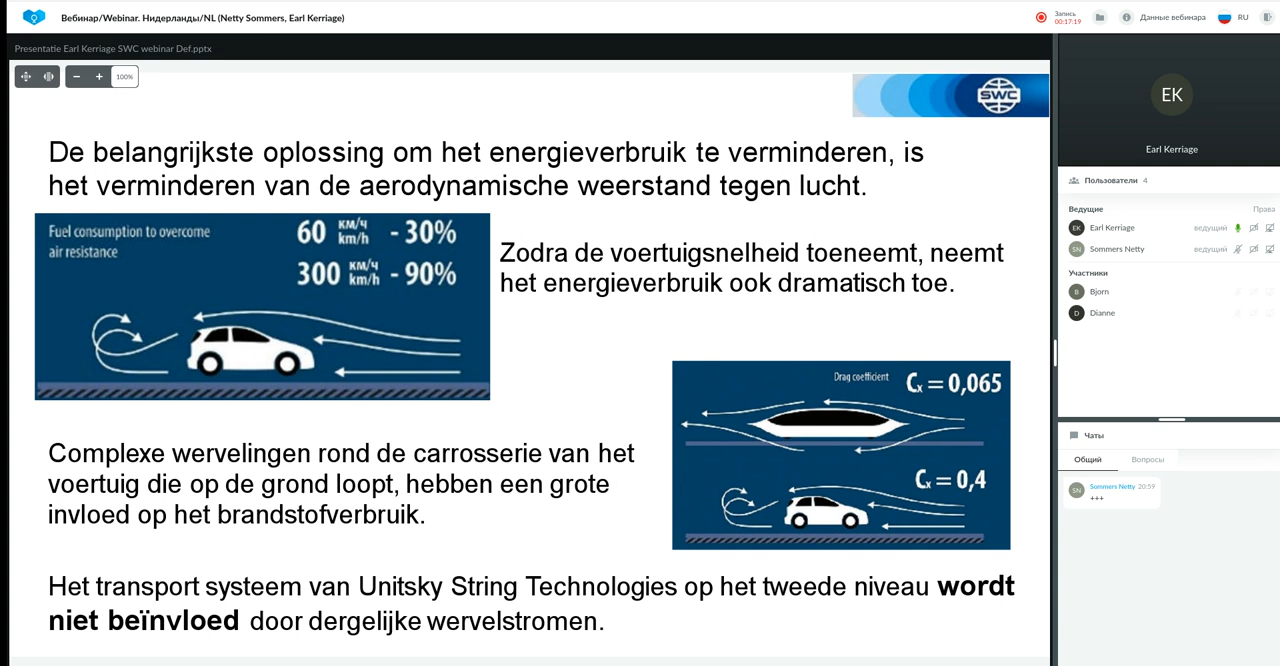 Вебинар/Webinar. Нидерланды/NL (Netty Sommers, Earl Kerriage)
Запись
00:17:19
Данные вебинара
RU
Presentatie Earl Kerriage SWC webinar Def.pptx
100%
SWC
De belangrijkste oplossing om het energieverbruik te verminderen, is
het verminderen van de aerodynamische weerstand tegen lucht.
Fuel consumption to overcome
air resistance
60 км/ч km/h - 30%
300 км/ч km/h - 90%
Zodra de voertuigsnelheid toeneemt, neemt
het energieverbruik ook dramatisch toe.
Drag coefficient Cₓ = 0,065
Cₓ = 0,4
Complexe wervelingen rond de carrosserie van het
voertuig die op de grond loopt, hebben een grote
invloed op het brandstofverbruik.
Het transport systeem van Unitsky String Technologies op het tweede niveau wordt
niet beïnvloed door dergelijke wervelstromen.
EK
Earl Kerriage
Пользователи 4
Ведущие Права
EK Earl Kerriage ведущий
SN Sommers Netty ведущий
Участники
B Bjorn
D Dianne
Чаты
Общий Вопросы
SN Sommers Netty 20:59
+++